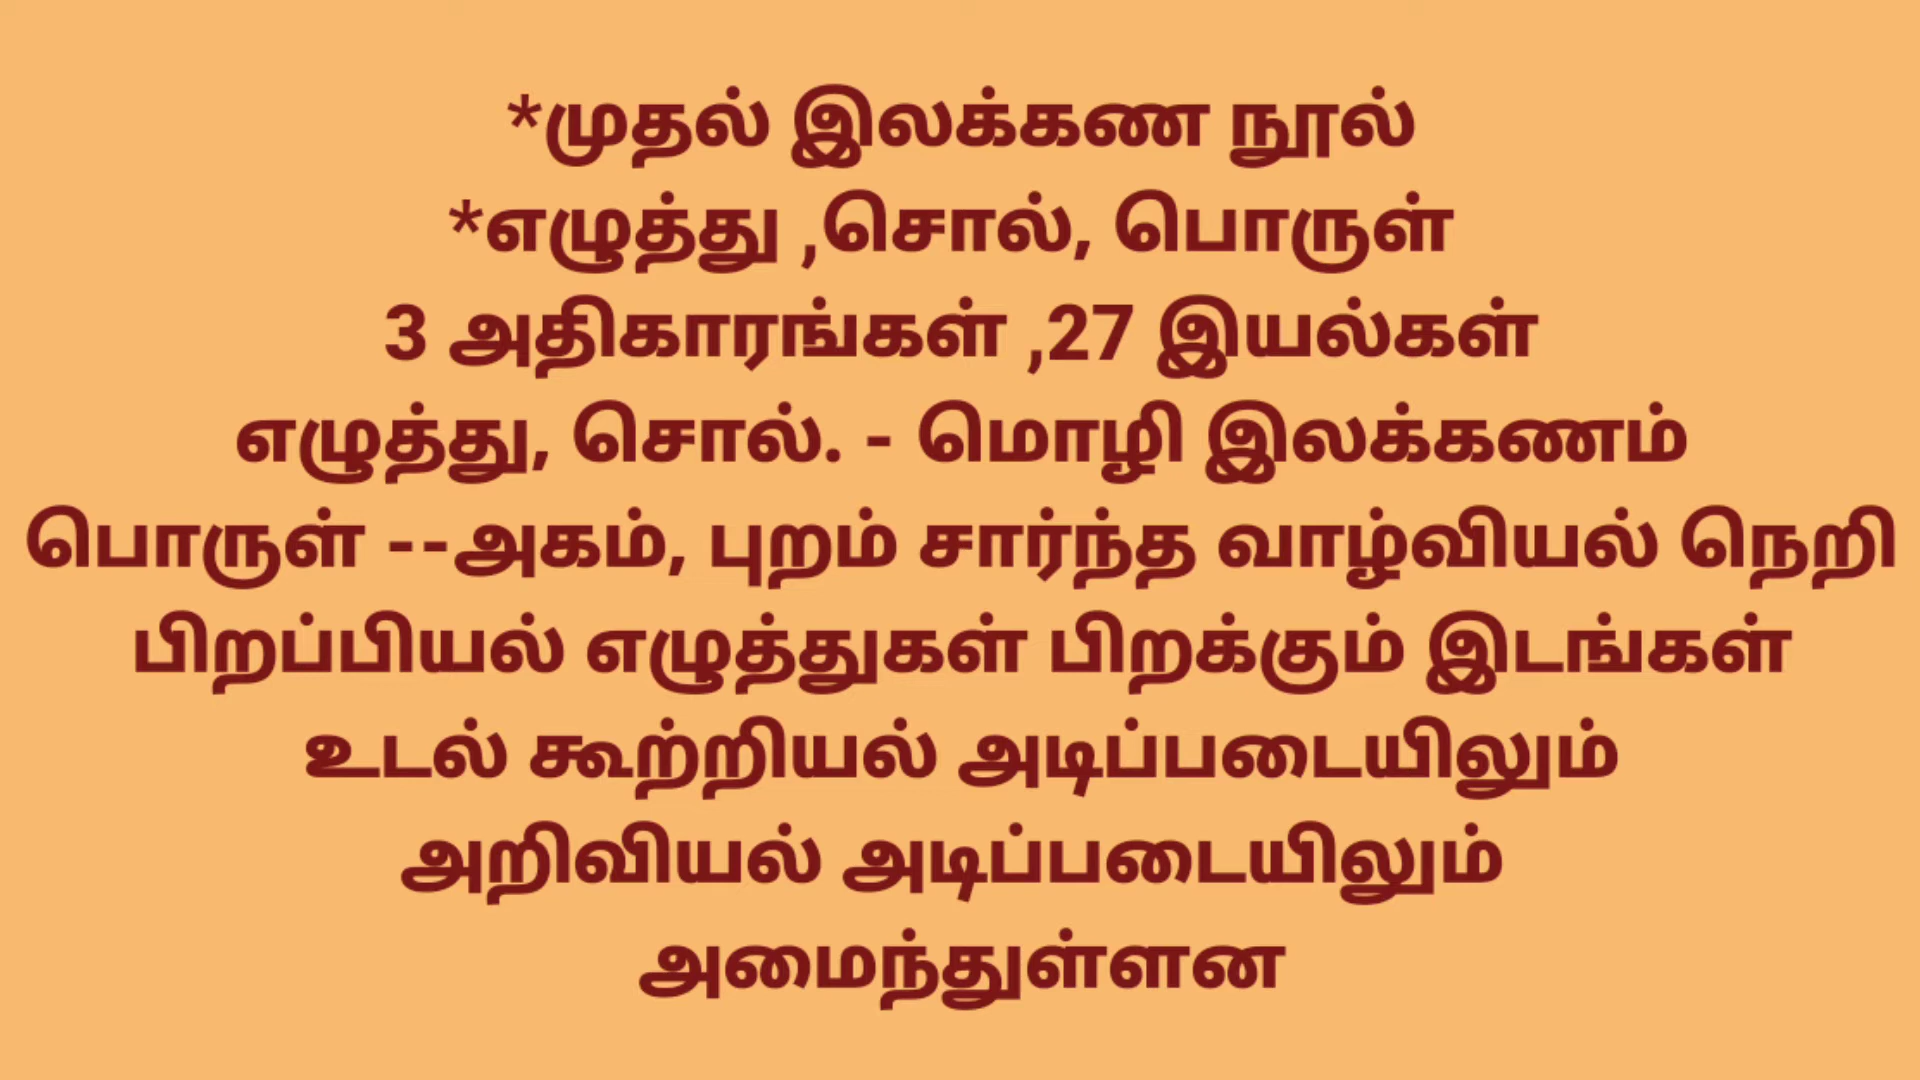 *முதல் இலக்கண நூல்
*எழுத்து ,சொல், பொருள்
3 அதிகாரங்கள் ,27 இயல்கள்
எழுத்து, சொல். - மொழி இலக்கணம்
பொருள் --அகம், புறம் சார்ந்த வாழ்வியல் நெறி
பிறப்பியல் எழுத்துகள் பிறக்கும் இடங்கள்
உடல் கூற்றியல் அடிப்படையிலும்
அறிவியல் அடிப்படையிலும்
அமைந்துள்ளன